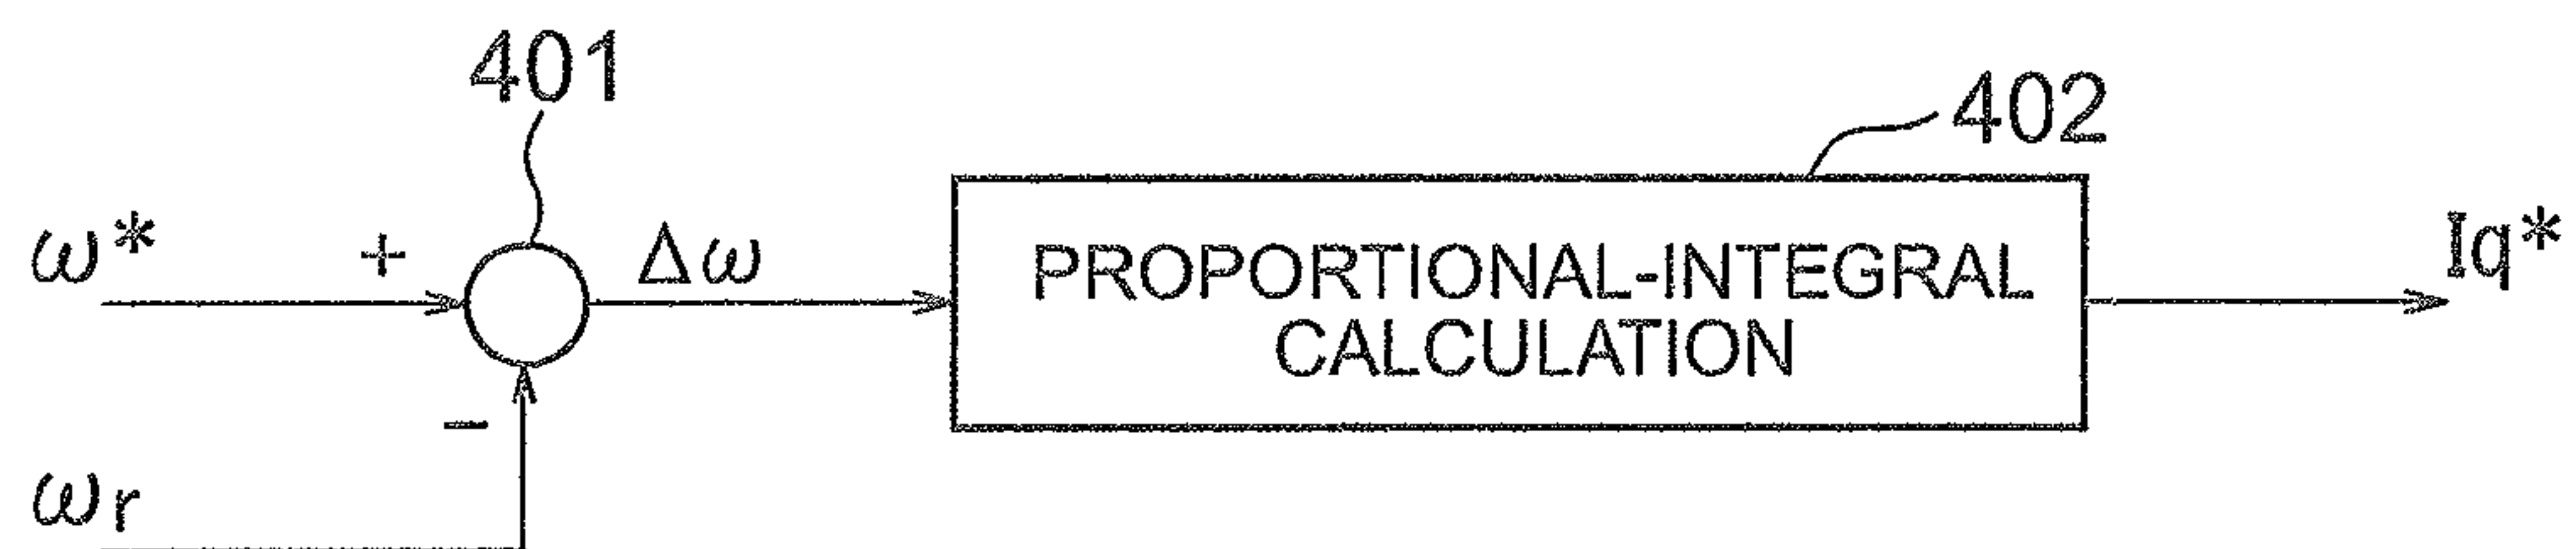 401
402
ω*
+
Δω
PROPORTIONAL-INTEGRAL
CALCULATION
Iq*
−
ωr